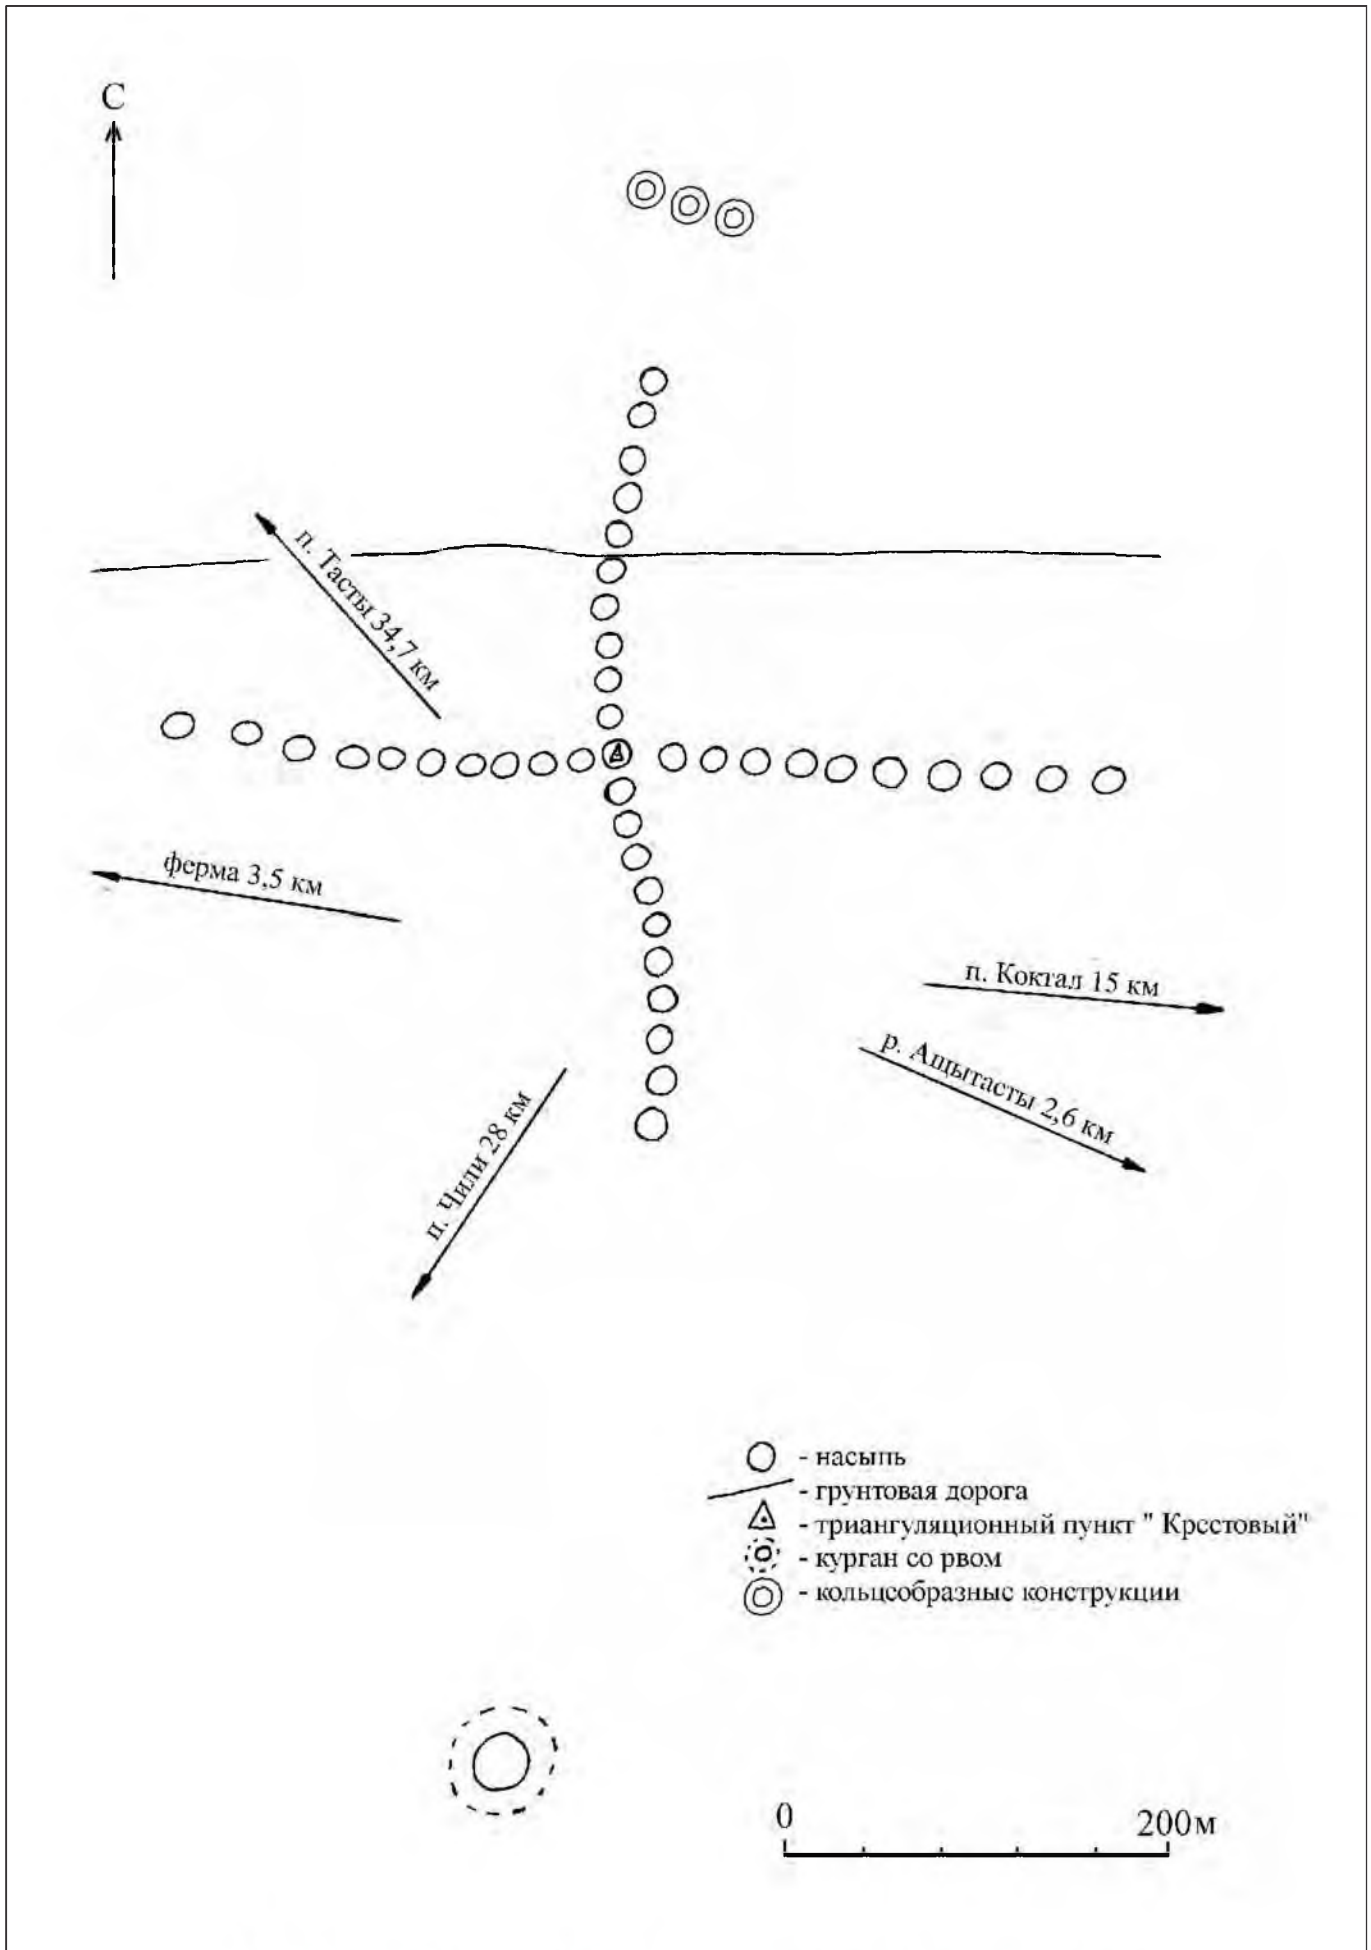 С
п. Тасты 34,7 км
ферма 3,5 км
п. Коктал 15 км
р. Ащытасты 2,6 км
п. Чили 28 км
- насыпь
- грунтовая дорога
- триангуляционный пункт " Крестовый"
- курган со рвом
- кольцеобразные конструкции
0 200м